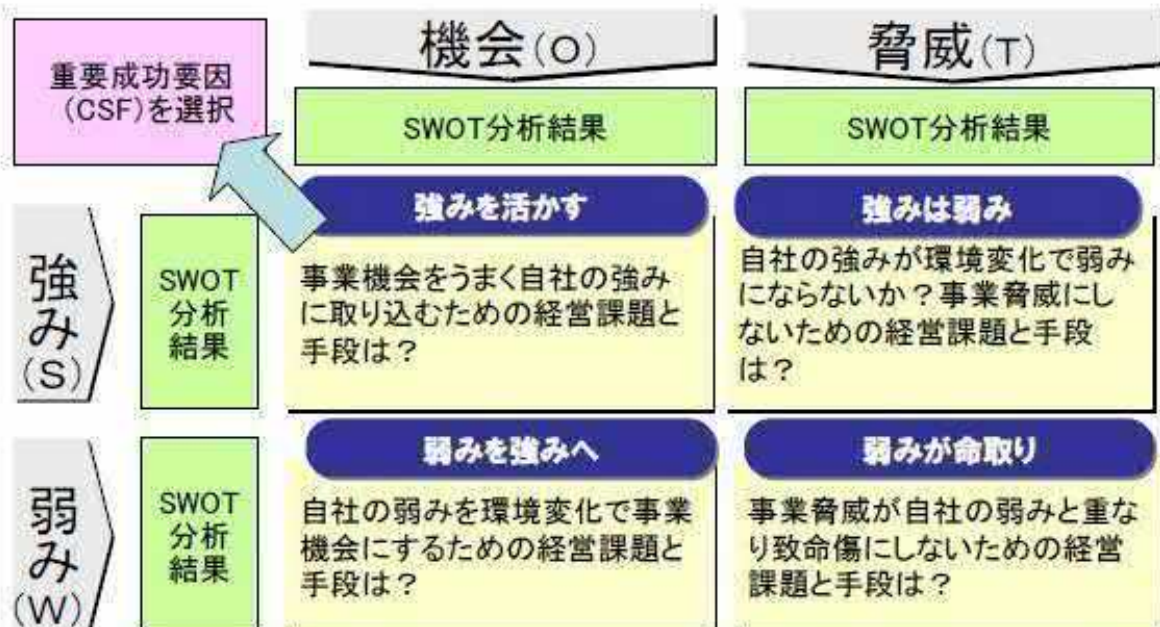 重要成功要因
(CSF)を選択
機会(O)
脅威(T)
SWOT分析結果
SWOT分析結果
強み(S)
SWOT
分析
結果
強みを活かす
事業機会をうまく自社の強み
に取り込むための経営課題と
手段は？
強みは弱み
自社の強みが環境変化で弱み
にならないか？事業脅威にし
ないための経営課題と手段
は？
弱み(W)
SWOT
分析
結果
弱みを強みへ
自社の弱みを環境変化で事業
機会にするための経営課題と
手段は？
弱みが命取り
事業脅威が自社の弱みと重な
り致命傷にしないための経営
課題と手段は？